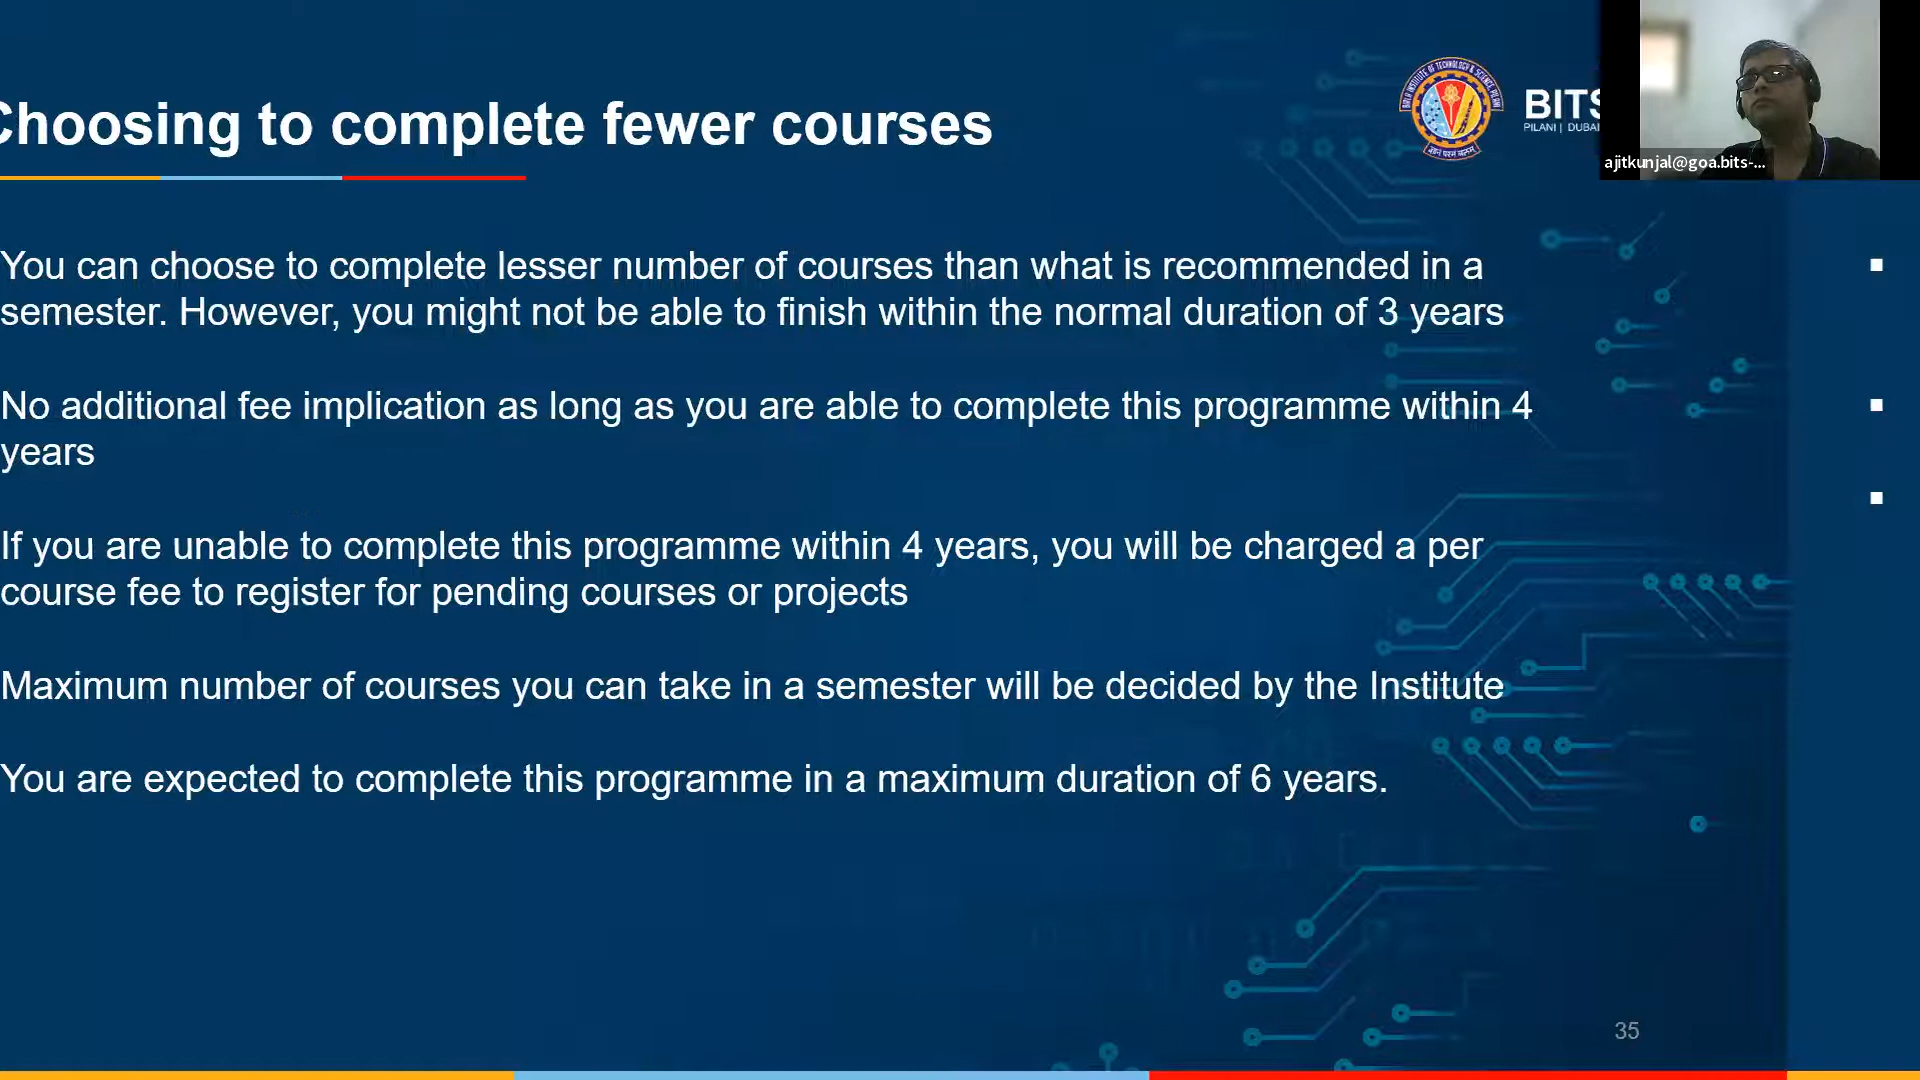 Choosing to complete fewer courses
BITS
PILANI | DUBAI
ajitkunjal@goa.bits-...
You can choose to complete lesser number of courses than what is recommended in a
semester. However, you might not be able to finish within the normal duration of 3 years
No additional fee implication as long as you are able to complete this programme within 4
years
If you are unable to complete this programme within 4 years, you will be charged a per
course fee to register for pending courses or projects
Maximum number of courses you can take in a semester will be decided by the Institute
You are expected to complete this programme in a maximum duration of 6 years.
35